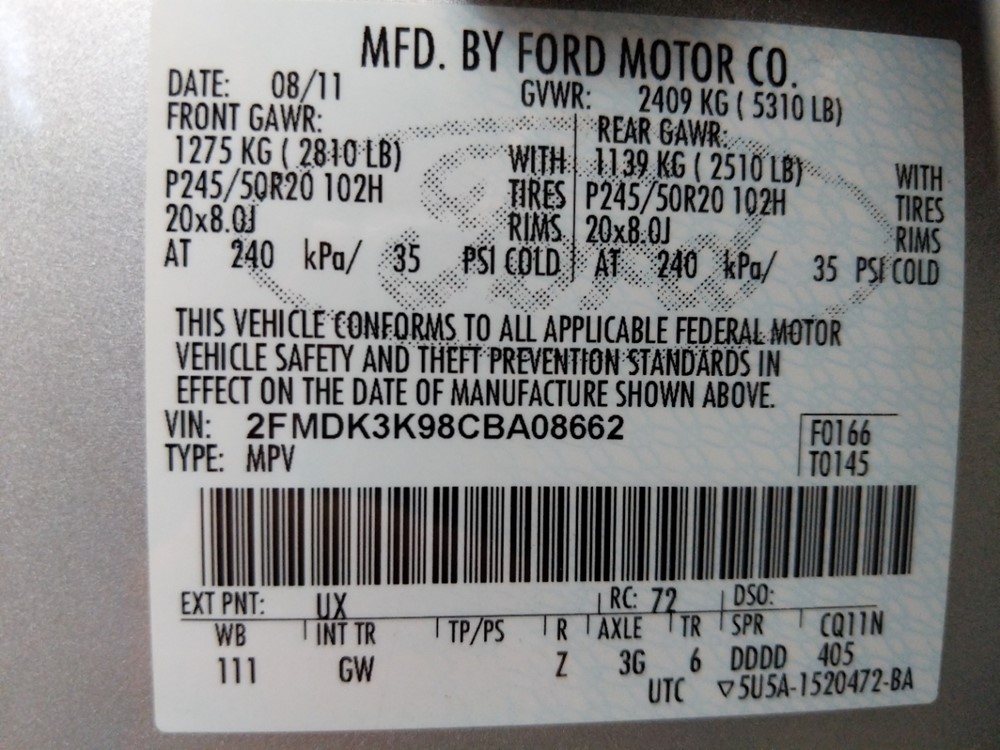 MFD. BY FORD MOTOR CO.
DATE: 08/11 GVWR: 2409 KG ( 5310 LB)
FRONT GAWR: REAR GAWR:
1275 KG ( 2810 LB) WITH 1139 KG ( 2510 LB) WITH
P245/50R20 102H TIRES P245/50R20 102H TIRES
20x8.0J RIMS 20x8.0J RIMS
AT 240 kPa/ 35 PSI COLD AT 240 kPa/ 35 PSI COLD
Ford
THIS VEHICLE CONFORMS TO ALL APPLICABLE FEDERAL MOTOR
VEHICLE SAFETY AND THEFT PREVENTION STANDARDS IN
EFFECT ON THE DATE OF MANUFACTURE SHOWN ABOVE.
VIN: 2FMDK3K98CBA08662 F0166
TYPE: MPV T0145
EXT PNT: UX RC: 72 DSO:
WB INT TR TP/PS R AXLE TR SPR CQ11N
111 GW Z 3G 6 DDDD 405
UTC ▽5U5A-1520472-BA